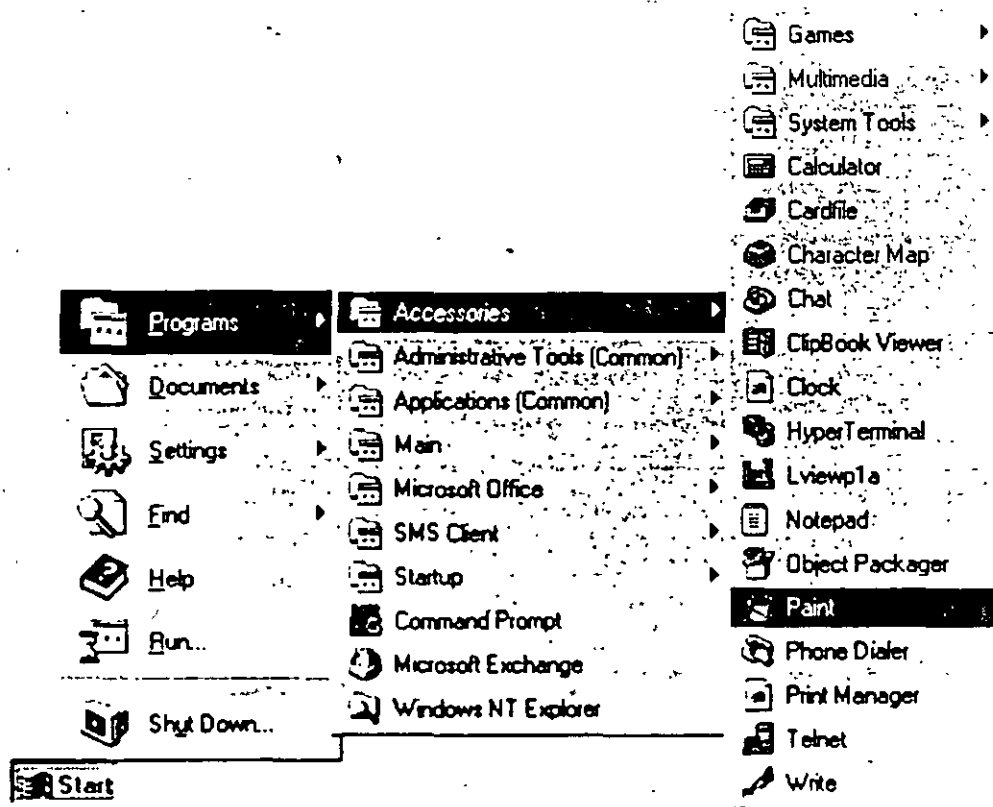 Games
Multimedia
System Tools
Calculator
Cardfile
Character Map
Chat
ClipBook Viewer
Clock
HyperTerminal
Lviewp1a
Notepad
Object Packager
Paint
Phone Dialer
Print Manager
Telnet
Write
Accessories
Administrative Tools (Common)
Applications (Common)
Main
Microsoft Office
SMS Client
Startup
Command Prompt
Microsoft Exchange
Windows NT Explorer
Programs
Documents
Settings
Find
Help
Run...
Shut Down...
Start